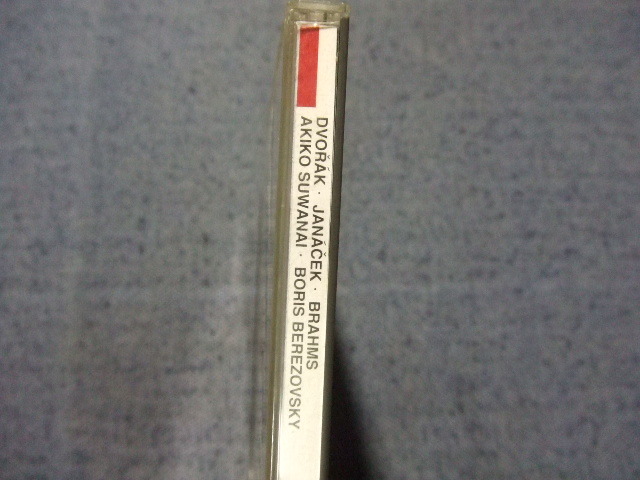 DVOŘÁK · JANÁČEK · BRAHMS
AKIKO SUWANAI · BORIS BEREZOVSKY